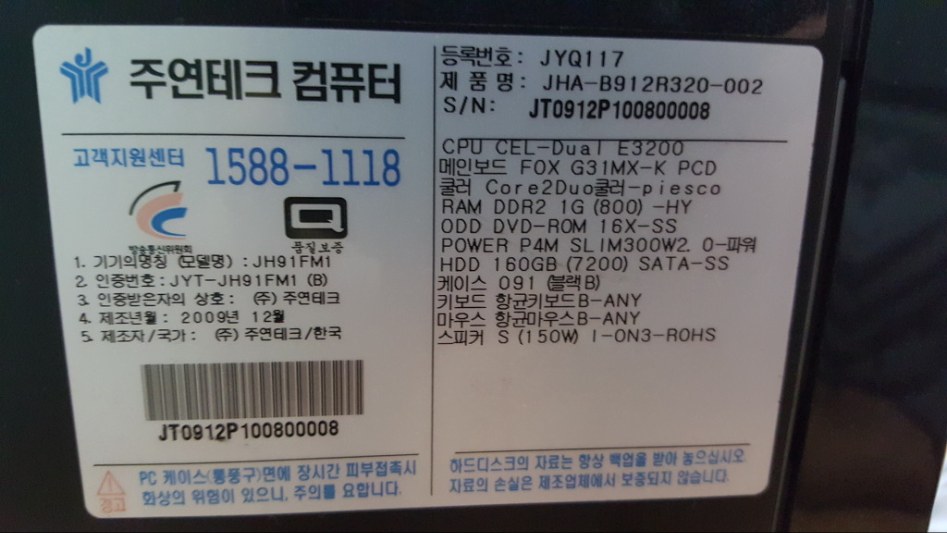 주연테크 컴퓨터
고객지원센터 1588-1118
방송통신위원회
Q
품질보증
1. 기기의명칭 (모델명) : JH91FM1
2. 인증번호 : JYT-JH91FM1 (B)
3. 인증받은자의 상호 : (주) 주연테크
4. 제조년월 : 2009년 12월
5. 제조자/국가 : (주) 주연테크/한국
JT0912P100800008
경고
PC 케이스(통풍구)면에 장시간 피부접촉시
화상의 위험이 있으니, 주의를 요합니다.
등록번호 : JYQ117
제 품 명 : JHA-B912R320-002
S/N: JT0912P100800008
CPU CEL-Dual E3200
메인보드 FOX G31MX-K PCD
쿨러 Core2Duo쿨러-piesco
RAM DDR2 1G (800) -HY
ODD DVD-ROM 16X-SS
POWER P4M SLIM300W2.0-파워
HDD 160GB (7200) SATA-SS
케이스 091 (블랙B)
키보드 항균키보드B-ANY
마우스 항균마우스B-ANY
스피커 S (150W) I-ON3-ROHS
하드디스크의 자료는 항상 백업을 받아 놓으십시오.
자료의 손실은 제조업체에서 보증되지 않습니다.